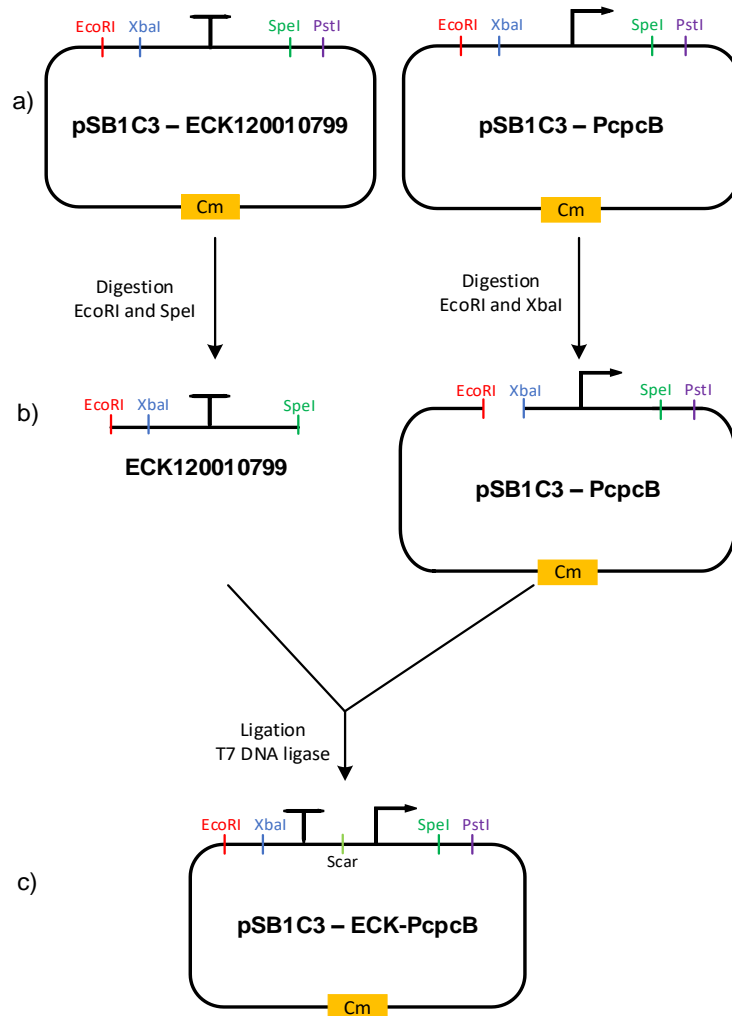 EcoRI XbaI SpeI PstI
EcoRI XbaI SpeI PstI
a)
pSB1C3 – ECK120010799
pSB1C3 – PcpcB
Cm
Cm
Digestion
EcoRI and SpeI
Digestion
EcoRI and XbaI
b)
EcoRI XbaI SpeI
ECK120010799
EcoRI XbaI SpeI PstI
pSB1C3 – PcpcB
Cm
Ligation
T7 DNA ligase
c)
EcoRI XbaI SpeI PstI
Scar
pSB1C3 – ECK-PcpcB
Cm